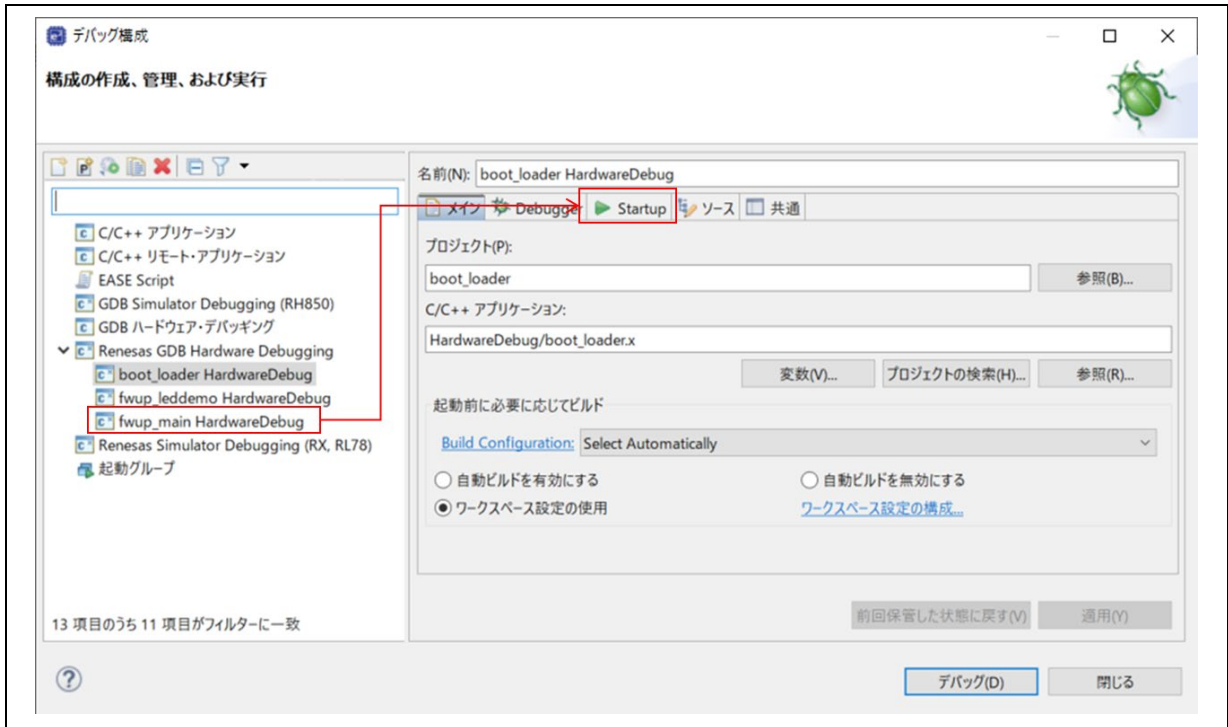 デバッグ構成
構成の作成、管理、および実行
名前(N): boot_loader HardwareDebug
メイン Debugger Startup ソース 共通
C/C++ アプリケーション
C/C++ リモート・アプリケーション
EASE Script
GDB Simulator Debugging (RH850)
GDB ハードウェア・デバッギング
Renesas GDB Hardware Debugging
boot_loader HardwareDebug
fwup_leddemo HardwareDebug
fwup_main HardwareDebug
Renesas Simulator Debugging (RX, RL78)
起動グループ
13 項目のうち 11 項目がフィルターに一致
プロジェクト(P):
boot_loader 参照(B)...
C/C++ アプリケーション:
HardwareDebug/boot_loader.x
変数(V)... プロジェクトの検索(H)... 参照(R)...
起動前に必要に応じてビルド
Build Configuration: Select Automatically
自動ビルドを有効にする 自動ビルドを無効にする
ワークスペース設定の使用 ワークスペース設定の構成...
前回保管した状態に戻す(V) 適用(Y)
? デバッグ(D) 閉じる